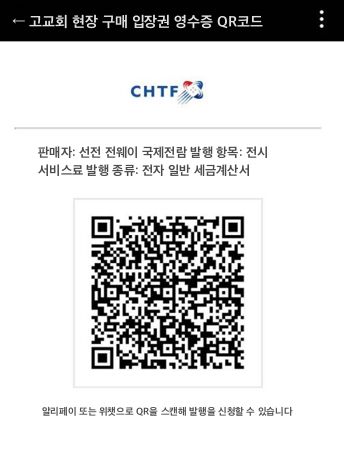 ← 고교회 현장 구매 입장권 영수증 QR코드
CHTF
판매자: 선전 전웨이 국제전람 발행 항목: 전시
서비스료 발행 종류: 전자 일반 세금계산서
알리페이 또는 위챗으로 QR을 스캔해 발행을 신청할 수 있습니다